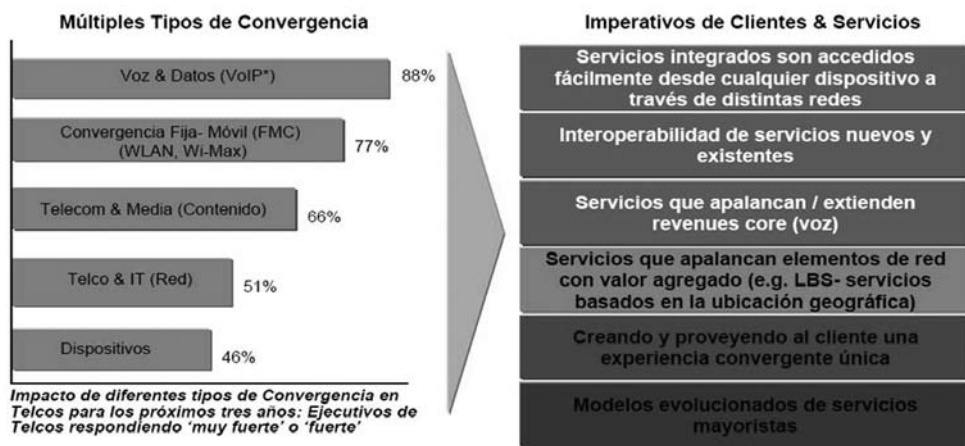 Múltiples Tipos de Convergencia
Voz & Datos (VoIP*)
88%
Convergencia Fija- Móvil (FMC)
(WLAN, Wi-Max)
77%
Telecom & Media (Contenido)
66%
Telco & IT (Red)
51%
Dispositivos
46%
Impacto de diferentes tipos de Convergencia en
Telcos para los próximos tres años: Ejecutivos de
Telcos respondiendo ‘muy fuerte’ o ‘fuerte’
Imperativos de Clientes & Servicios
Servicios integrados son accedidos
fácilmente desde cualquier dispositivo a
través de distintas redes
Interoperabilidad de servicios nuevos y
existentes
Servicios que apalancan / extienden
revenues core (voz)
Servicios que apalancan elementos de red
con valor agregado (e.g. LBS- servicios
basados en la ubicación geográfica)
Creando y proveyendo al cliente una
experiencia convergente única
Modelos evolucionados de servicios
mayoristas